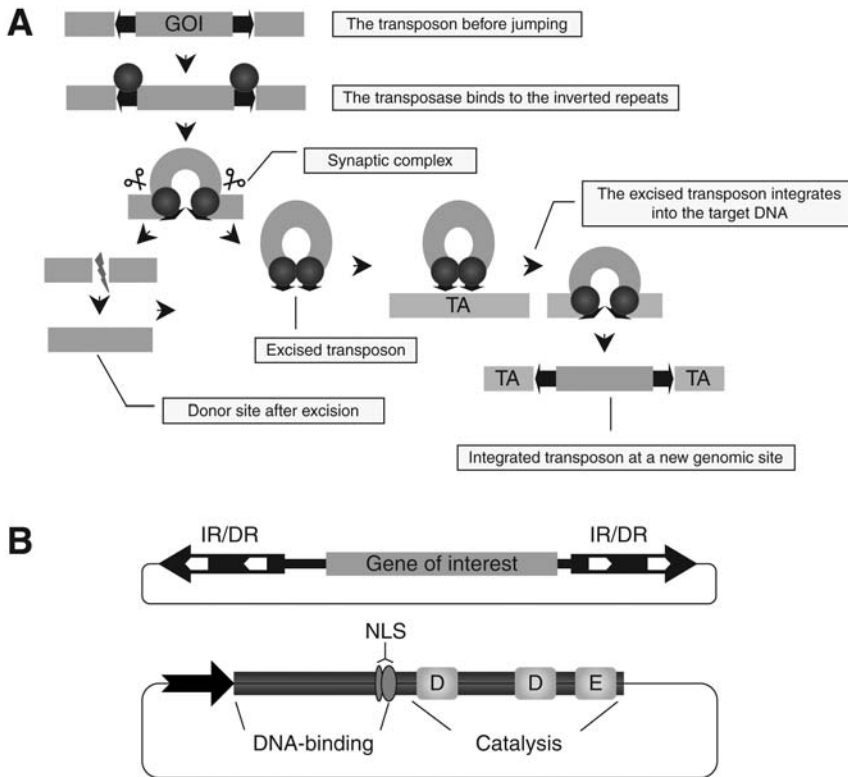 A
GOI
The transposon before jumping
The transposase binds to the inverted repeats
Synaptic complex
The excised transposon integrates
into the target DNA
TA
Excised transposon
TA
TA
Donor site after excision
Integrated transposon at a new genomic site
B
IR/DR
IR/DR
Gene of interest
NLS
D
D
E
DNA-binding
Catalysis